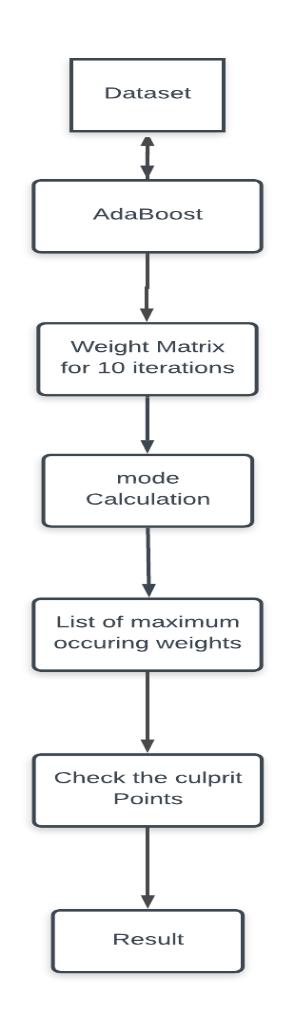 Dataset
AdaBoost
Weight Matrix
for 10 iterations
mode
Calculation
List of maximum
occuring weights
Check the culprit
Points
Result